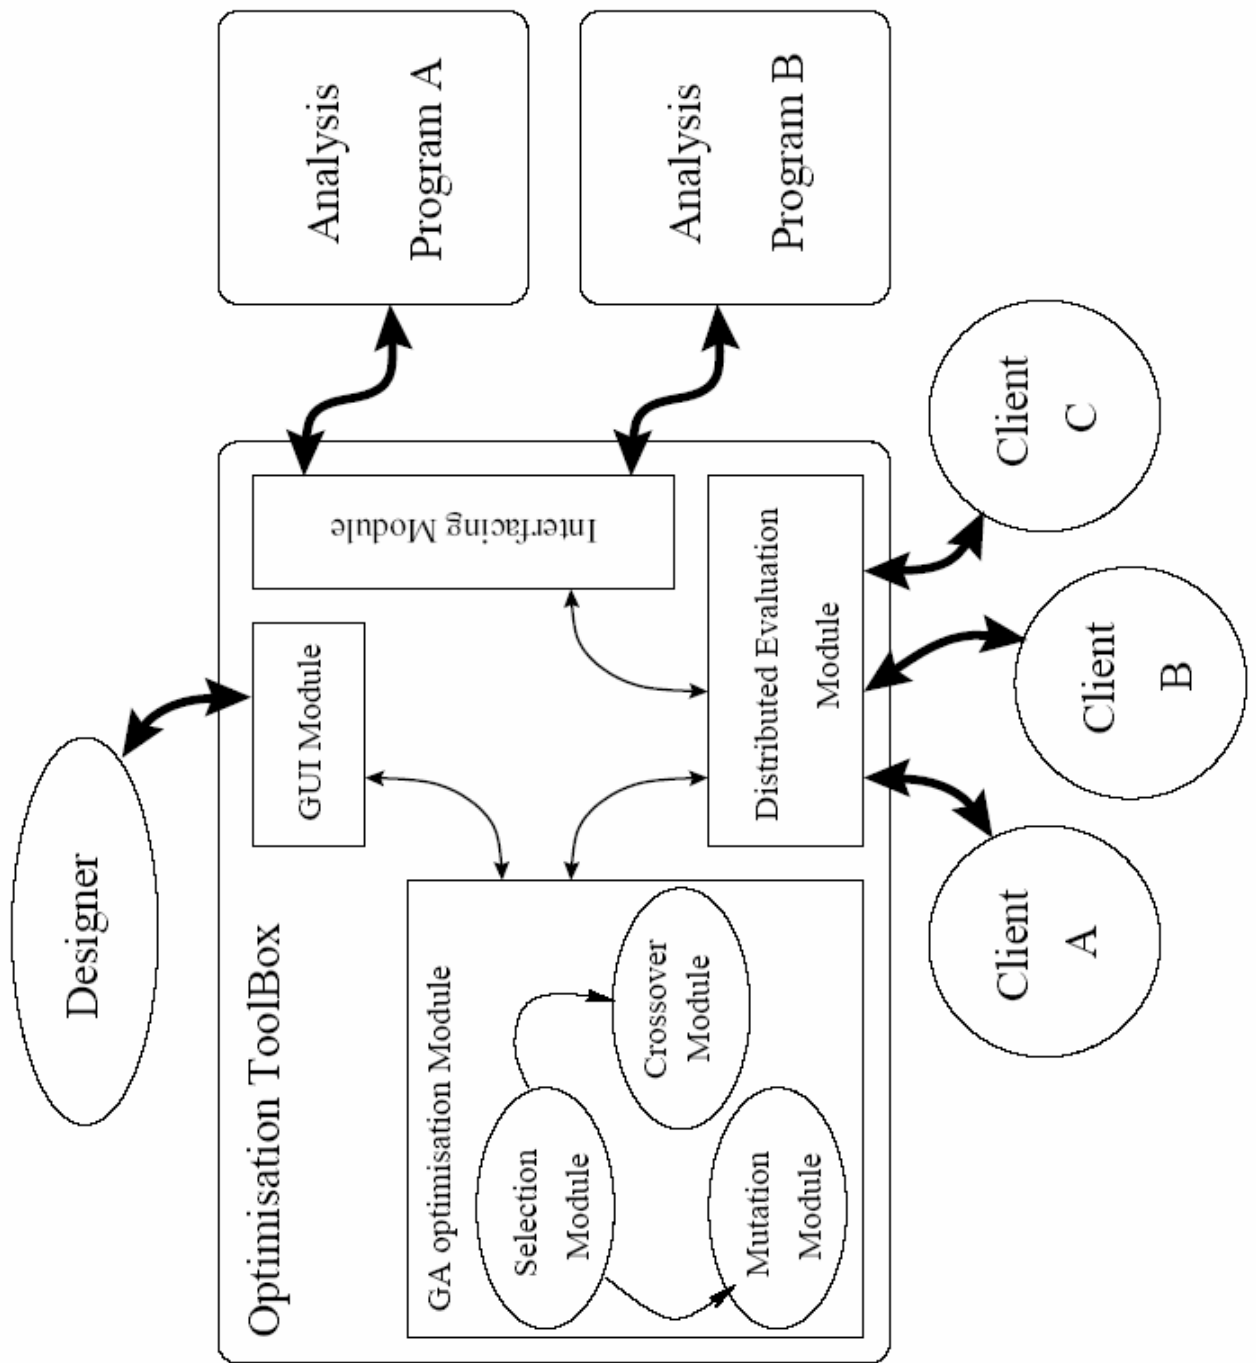 Designer
Optimisation ToolBox
GA optimisation Module
Selection
Module
Crossover
Module
Mutation
Module
GUI Module
Interfacing Module
Distributed Evaluation
Module
Analysis
Program A
Analysis
Program B
Client
A
Client
B
Client
C